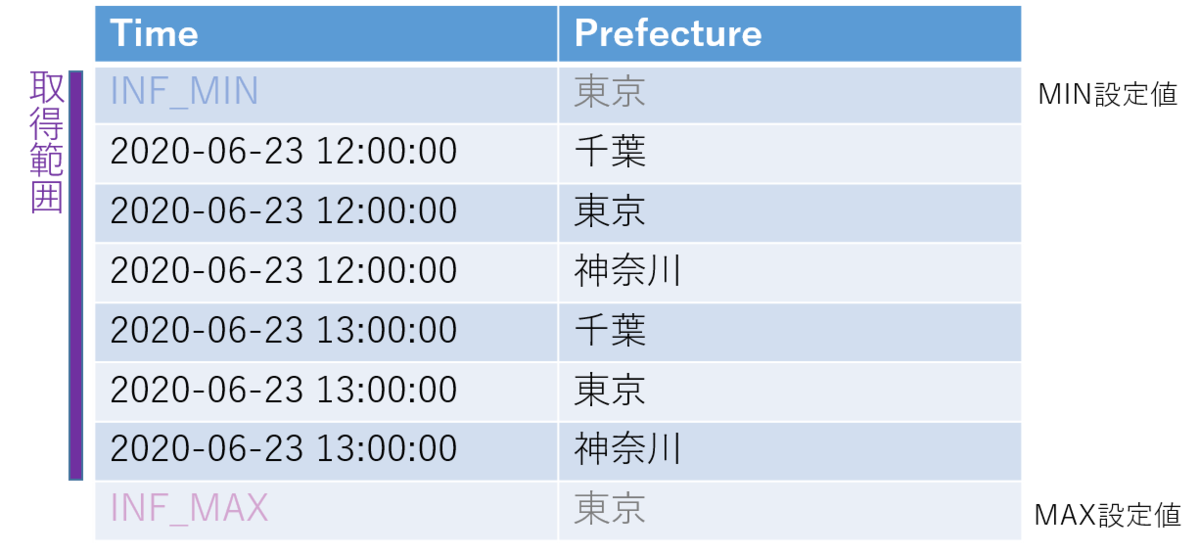 Time Prefecture
取得範囲
INF_MIN 東京 MIN設定値
2020-06-23 12:00:00 千葉
2020-06-23 12:00:00 東京
2020-06-23 12:00:00 神奈川
2020-06-23 13:00:00 千葉
2020-06-23 13:00:00 東京
2020-06-23 13:00:00 神奈川
INF_MAX 東京 MAX設定値